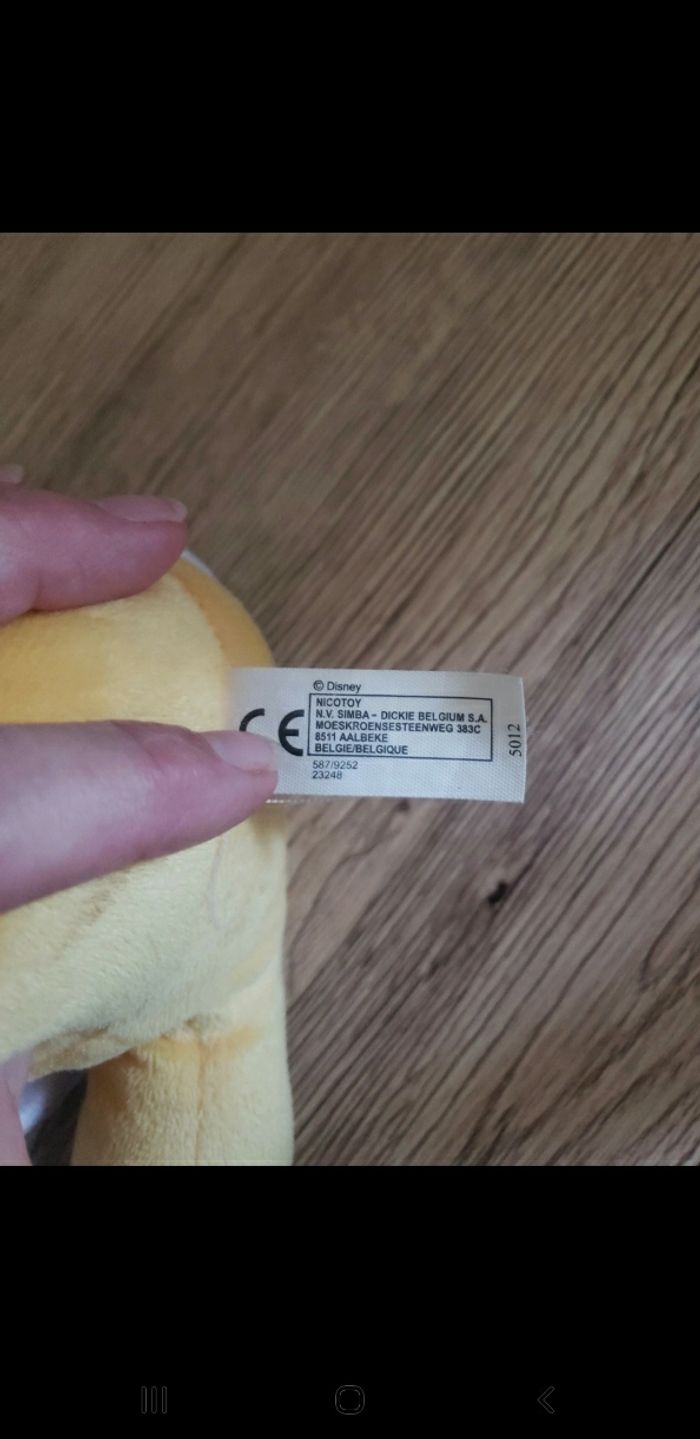 © Disney
CE
NICOTOY
N.V. SIMBA - DICKIE BELGIUM S.A.
MOESKROENSESTEENWEG 383C
8511 AALBEKE
BELGIE/BELGIQUE
587/9252
23248
5012